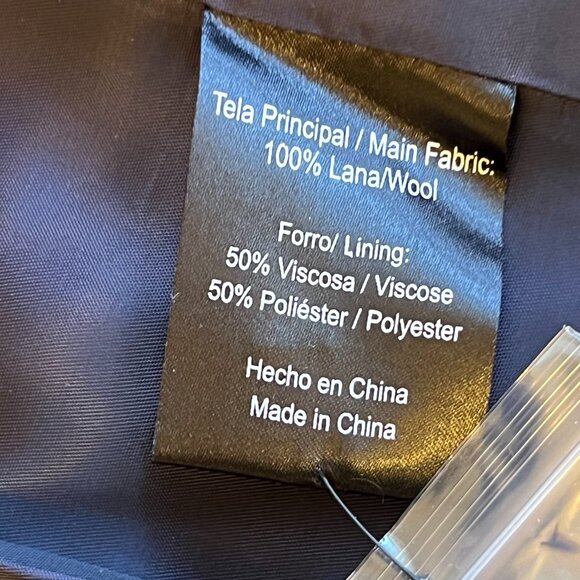 Tela Principal / Main Fabric:
100% Lana/Wool
Forro/ Lining:
50% Viscosa / Viscose
50% Poliéster / Polyester
Hecho en China
Made in China